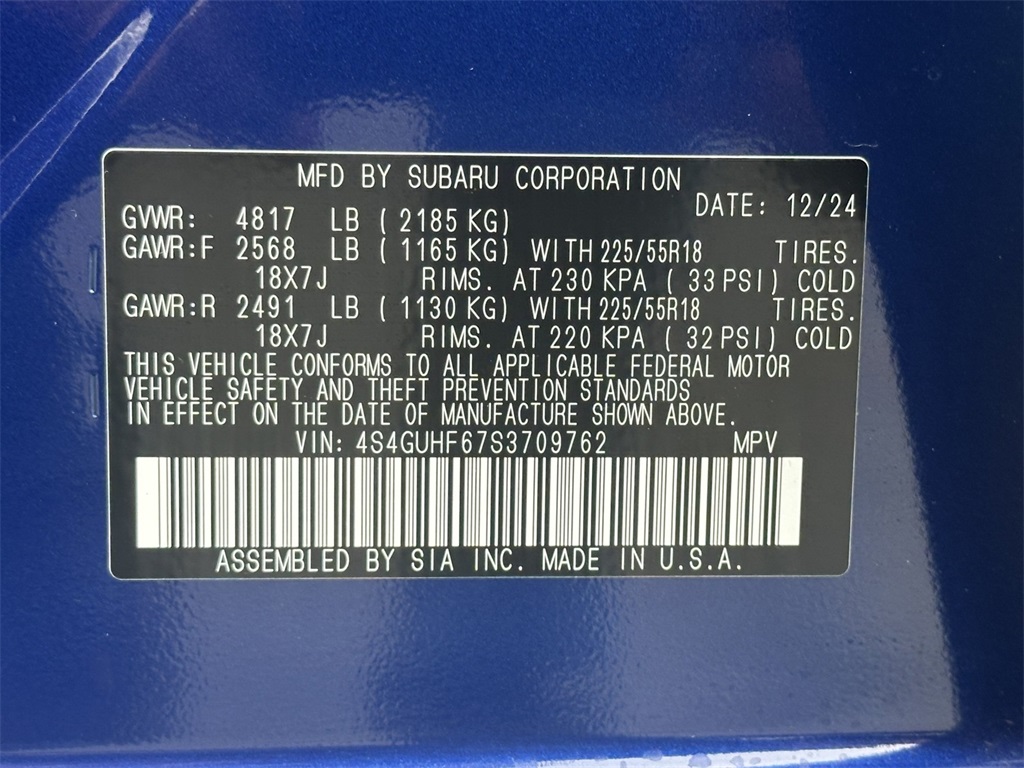 MFD BY SUBARU CORPORATION
DATE: 12/24
GVWR: 4817 LB ( 2185 KG)
GAWR:F 2568 LB ( 1165 KG) WITH 225/55R18 TIRES.
18X7J RIMS. AT 230 KPA ( 33 PSI) COLD
GAWR:R 2491 LB ( 1130 KG) WITH 225/55R18 TIRES.
18X7J RIMS. AT 220 KPA ( 32 PSI) COLD
THIS VEHICLE CONFORMS TO ALL APPLICABLE FEDERAL MOTOR
VEHICLE SAFETY AND THEFT PREVENTION STANDARDS
IN EFFECT ON THE DATE OF MANUFACTURE SHOWN ABOVE.
VIN: 4S4GUHF67S3709762 MPV
ASSEMBLED BY SIA INC. MADE IN U.S.A.